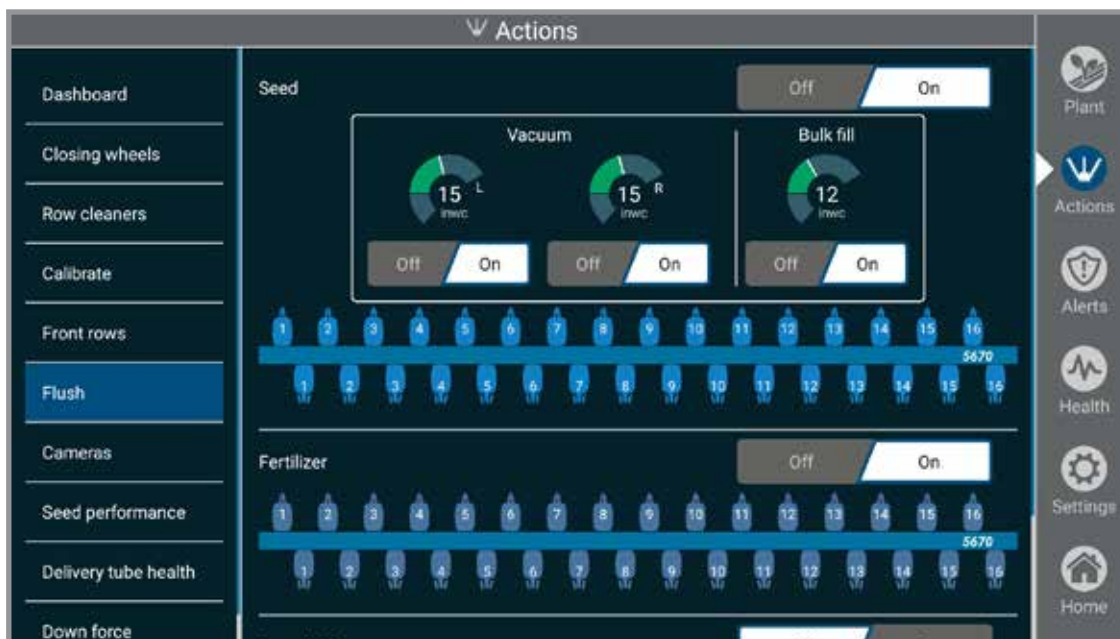 Actions
Dashboard
Closing wheels
Row cleaners
Calibrate
Front rows
Flush
Cameras
Seed performance
Delivery tube health
Down force
Seed
Off On
Vacuum
Bulk fill
15 L
inwc
15 R
inwc
12
inwc
Off On
Off On
Off On
1 2 3 4 5 6 7 8 9 10 11 12 13 14 15 16
5670
1 2 3 4 5 6 7 8 9 10 11 12 13 14 15 16
Fertilizer
Off On
1 2 3 4 5 6 7 8 9 10 11 12 13 14 15 16
5670
1 2 3 4 5 6 7 8 9 10 11 12 13 14 15 16
Plant
Actions
Alerts
Health
Settings
Home